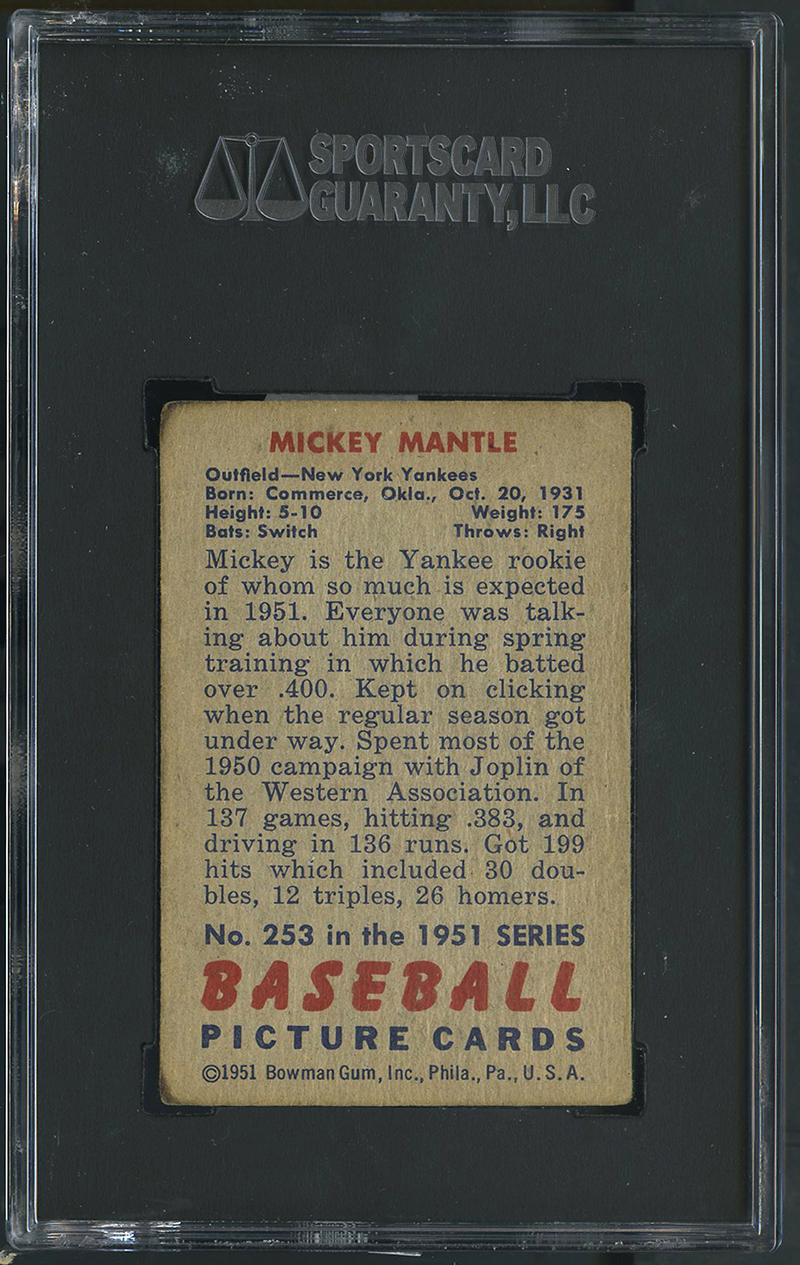 SPORTSCARD
GUARANTY, LLC
MICKEY MANTLE
Outfield—New York Yankees
Born: Commerce, Okla., Oct. 20, 1931
Height: 5-10 Weight: 175
Bats: Switch Throws: Right
Mickey is the Yankee rookie
of whom so much is expected
in 1951. Everyone was talk-
ing about him during spring
training in which he batted
over .400. Kept on clicking
when the regular season got
under way. Spent most of the
1950 campaign with Joplin of
the Western Association. In
137 games, hitting .383, and
driving in 136 runs. Got 199
hits which included 30 dou-
bles, 12 triples, 26 homers.
No. 253 in the 1951 SERIES
BASEBALL
PICTURE CARDS
©1951 Bowman Gum, Inc., Phila., Pa., U.S.A.